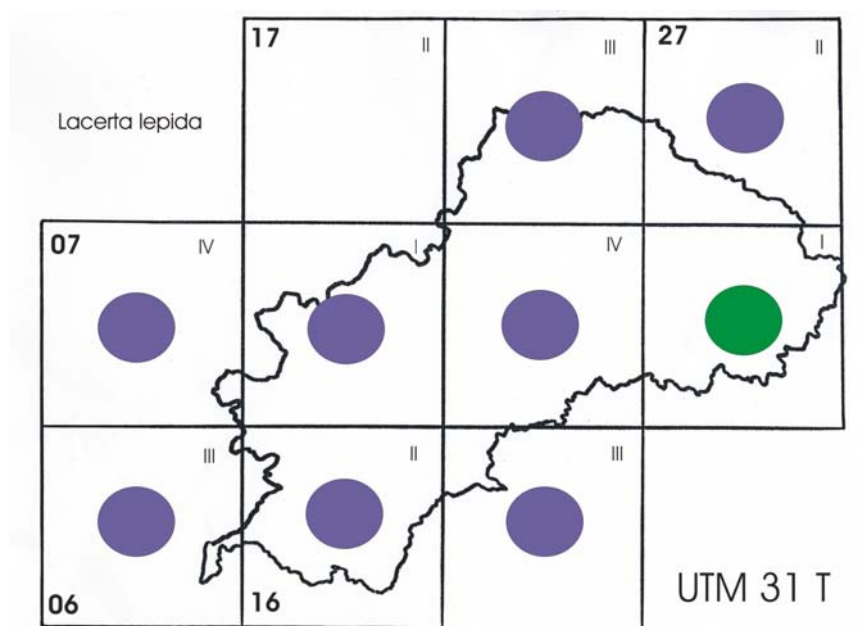 17 II III 27 II
Lacerta lepida
07 IV I IV I
III II III
UTM 31 T
06 16